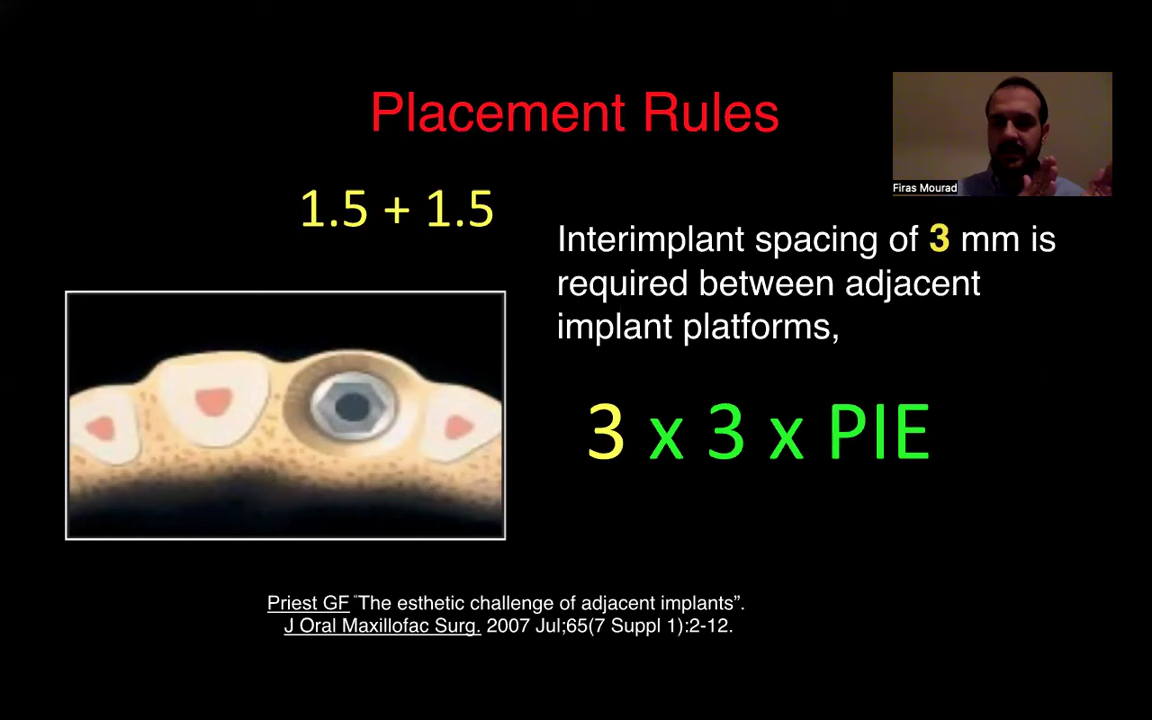 Placement Rules
Firas Mourad
1.5 + 1.5
Interimplant spacing of 3 mm is
required between adjacent
implant platforms,
3 x 3 x PIE
Priest GF “The esthetic challenge of adjacent implants”.
J Oral Maxillofac Surg. 2007 Jul;65(7 Suppl 1):2-12.